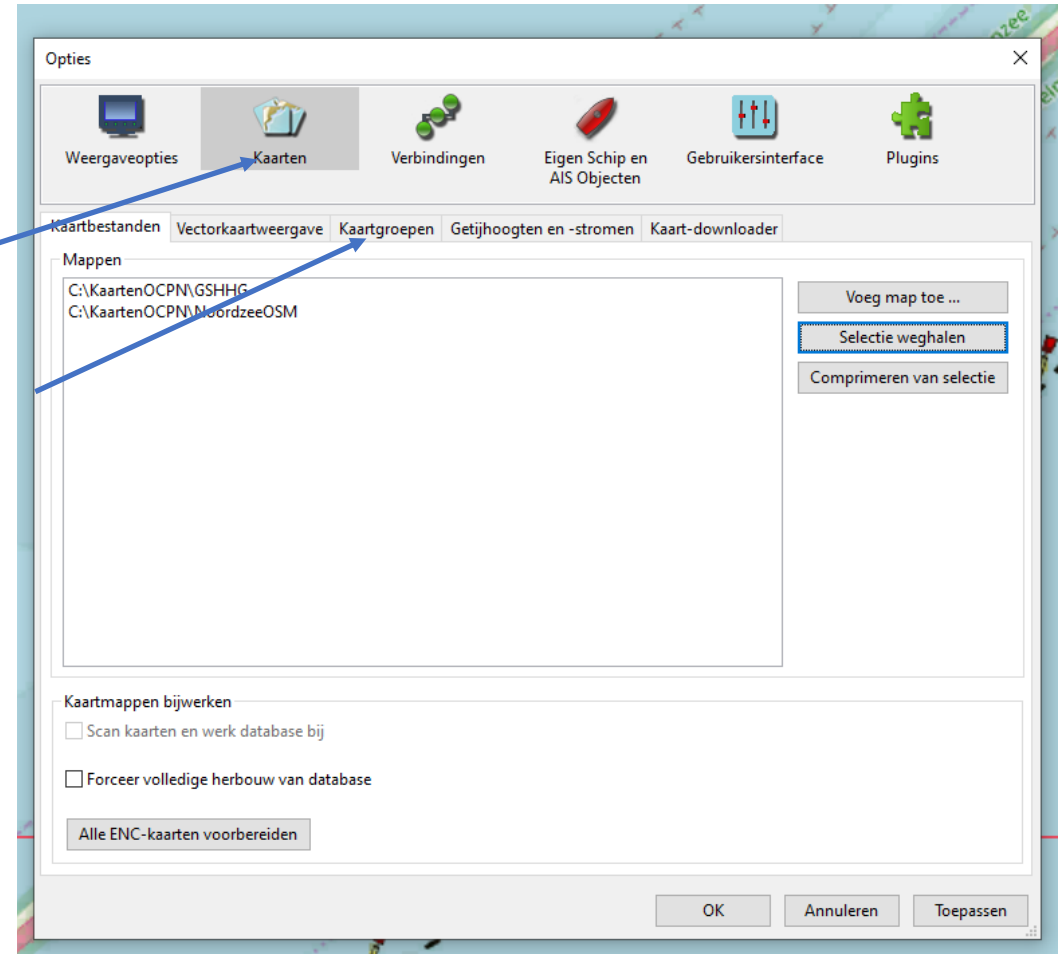 Opties
Weergaveopties
Kaarten
Verbindingen
Eigen Schip en
AIS Objecten
Gebruikersinterface
Plugins
Kaartbestanden
Vectorkaartweergave
Kaartgroepen
Getijhoogten en -stromen
Kaart-downloader
Mappen
C:\KaartenOCPN\GSHHG
C:\KaartenOCPN\NoordzeeOSM
Voeg map toe ...
Selectie weghalen
Comprimeren van selectie
Kaartmappen bijwerken
Scan kaarten en werk database bij
Forceer volledige herbouw van database
Alle ENC-kaarten voorbereiden
OK
Annuleren
Toepassen